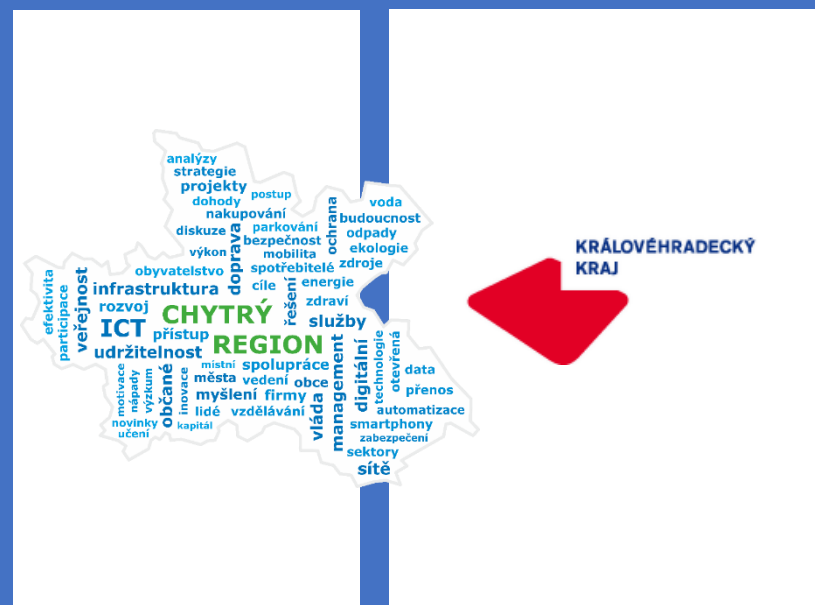 analýzy
strategie
projekty
dohody
postup
nakupování
diskuze
doprava
parkování
bezpečnost
ochrana
voda
budoucnost
odpady
ekologie
výkon
mobilita
obyvatelstvo
spotřebitelé
zdroje
infrastruktura
cíle
řešení
energie
efektivita
participace
veřejnost
rozvoj
CHYTRÝ
zdraví
ICT
přístup
REGION
služby
udržitelnost
místní
spolupráce
motivace
nápady
výzkum
občané
inovace
města
vedení
obce
management
digitální
technologie
otevřená
data
přenos
myšlení
firmy
lidé
vzdělávání
vláda
automatizace
novinky
kapitál
smartphony
učení
zabezpečení
sektory
sítě
KRÁLOVÉHRADECKÝ
KRAJ